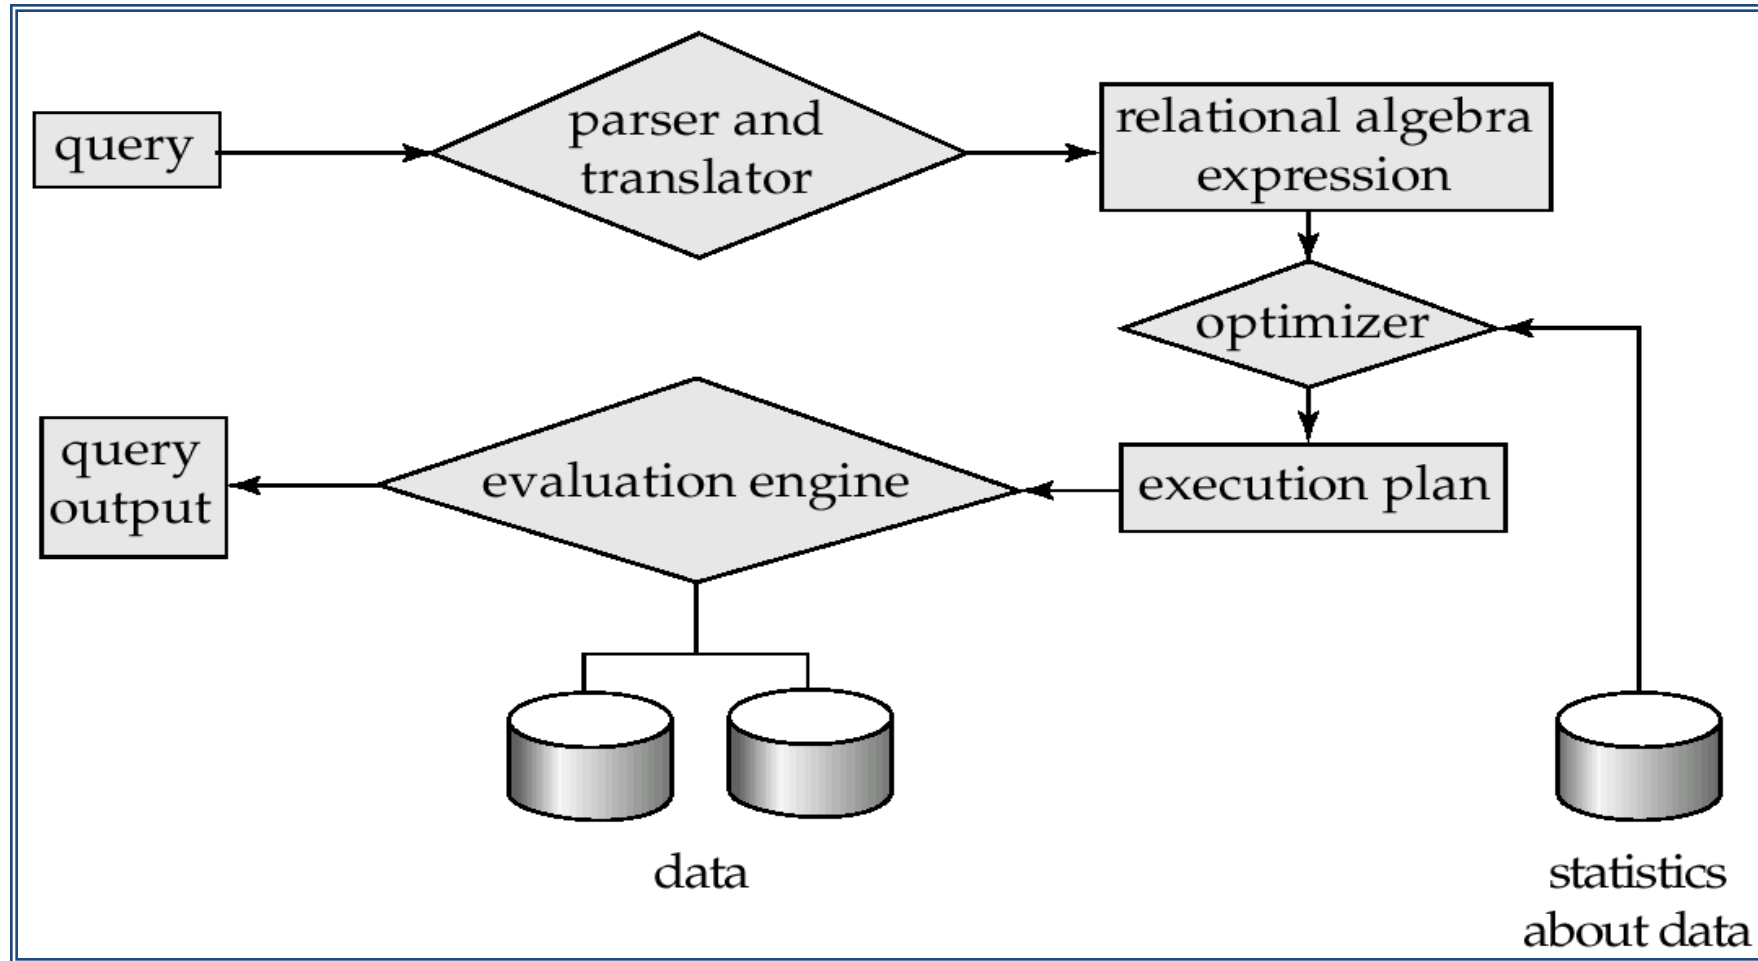 query
parser and
translator
relational algebra
expression
optimizer
execution plan
evaluation engine
query
output
data
statistics
about data